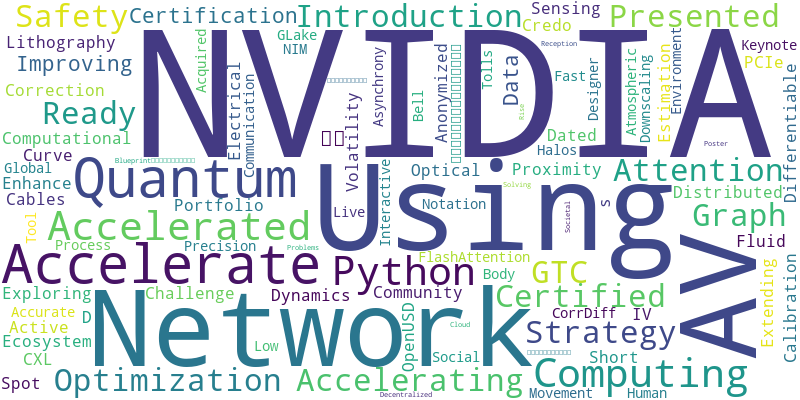 Safety
Certification
Introduction
Sensing
Credo
Presented
Lithography
Improving
Acquired
GLake
NIM
NVIDIA
Asynchrony
Anonymized
Tolls
Data
Fast
Designer
Reception
Atmospheric
Downscaling
Estimation
Environment
Keynote
PCIe
Correction
Ready
Computational
Electrical
Communication
Volatility
Bell
Dated
Differentiable
Curve
Global
Enhance
Cables
Blueprint
Quantum
Portfolio
Live
Interactive
Optical
Notation
Halos
Proximity
Attention
Distributed
Graph
Using
s
Societal
Solving
Rise
Poster
Tool
Accelerated
Process
Precision
Problems
FlashAttention
Fluid
AV
Accelerate
Python
Body
GTC
CorrDiff
IV
Extending
Calibration
Exploring
Challenge
Dynamics
Community
Certified
Accurate
Active
D
Ecosystem
CXL
Network
Low
OpenUSD
Social
Cloud
Strategy
Short
Computing
Spot
Optimization
Accelerating
Decentralized
Movement
Human